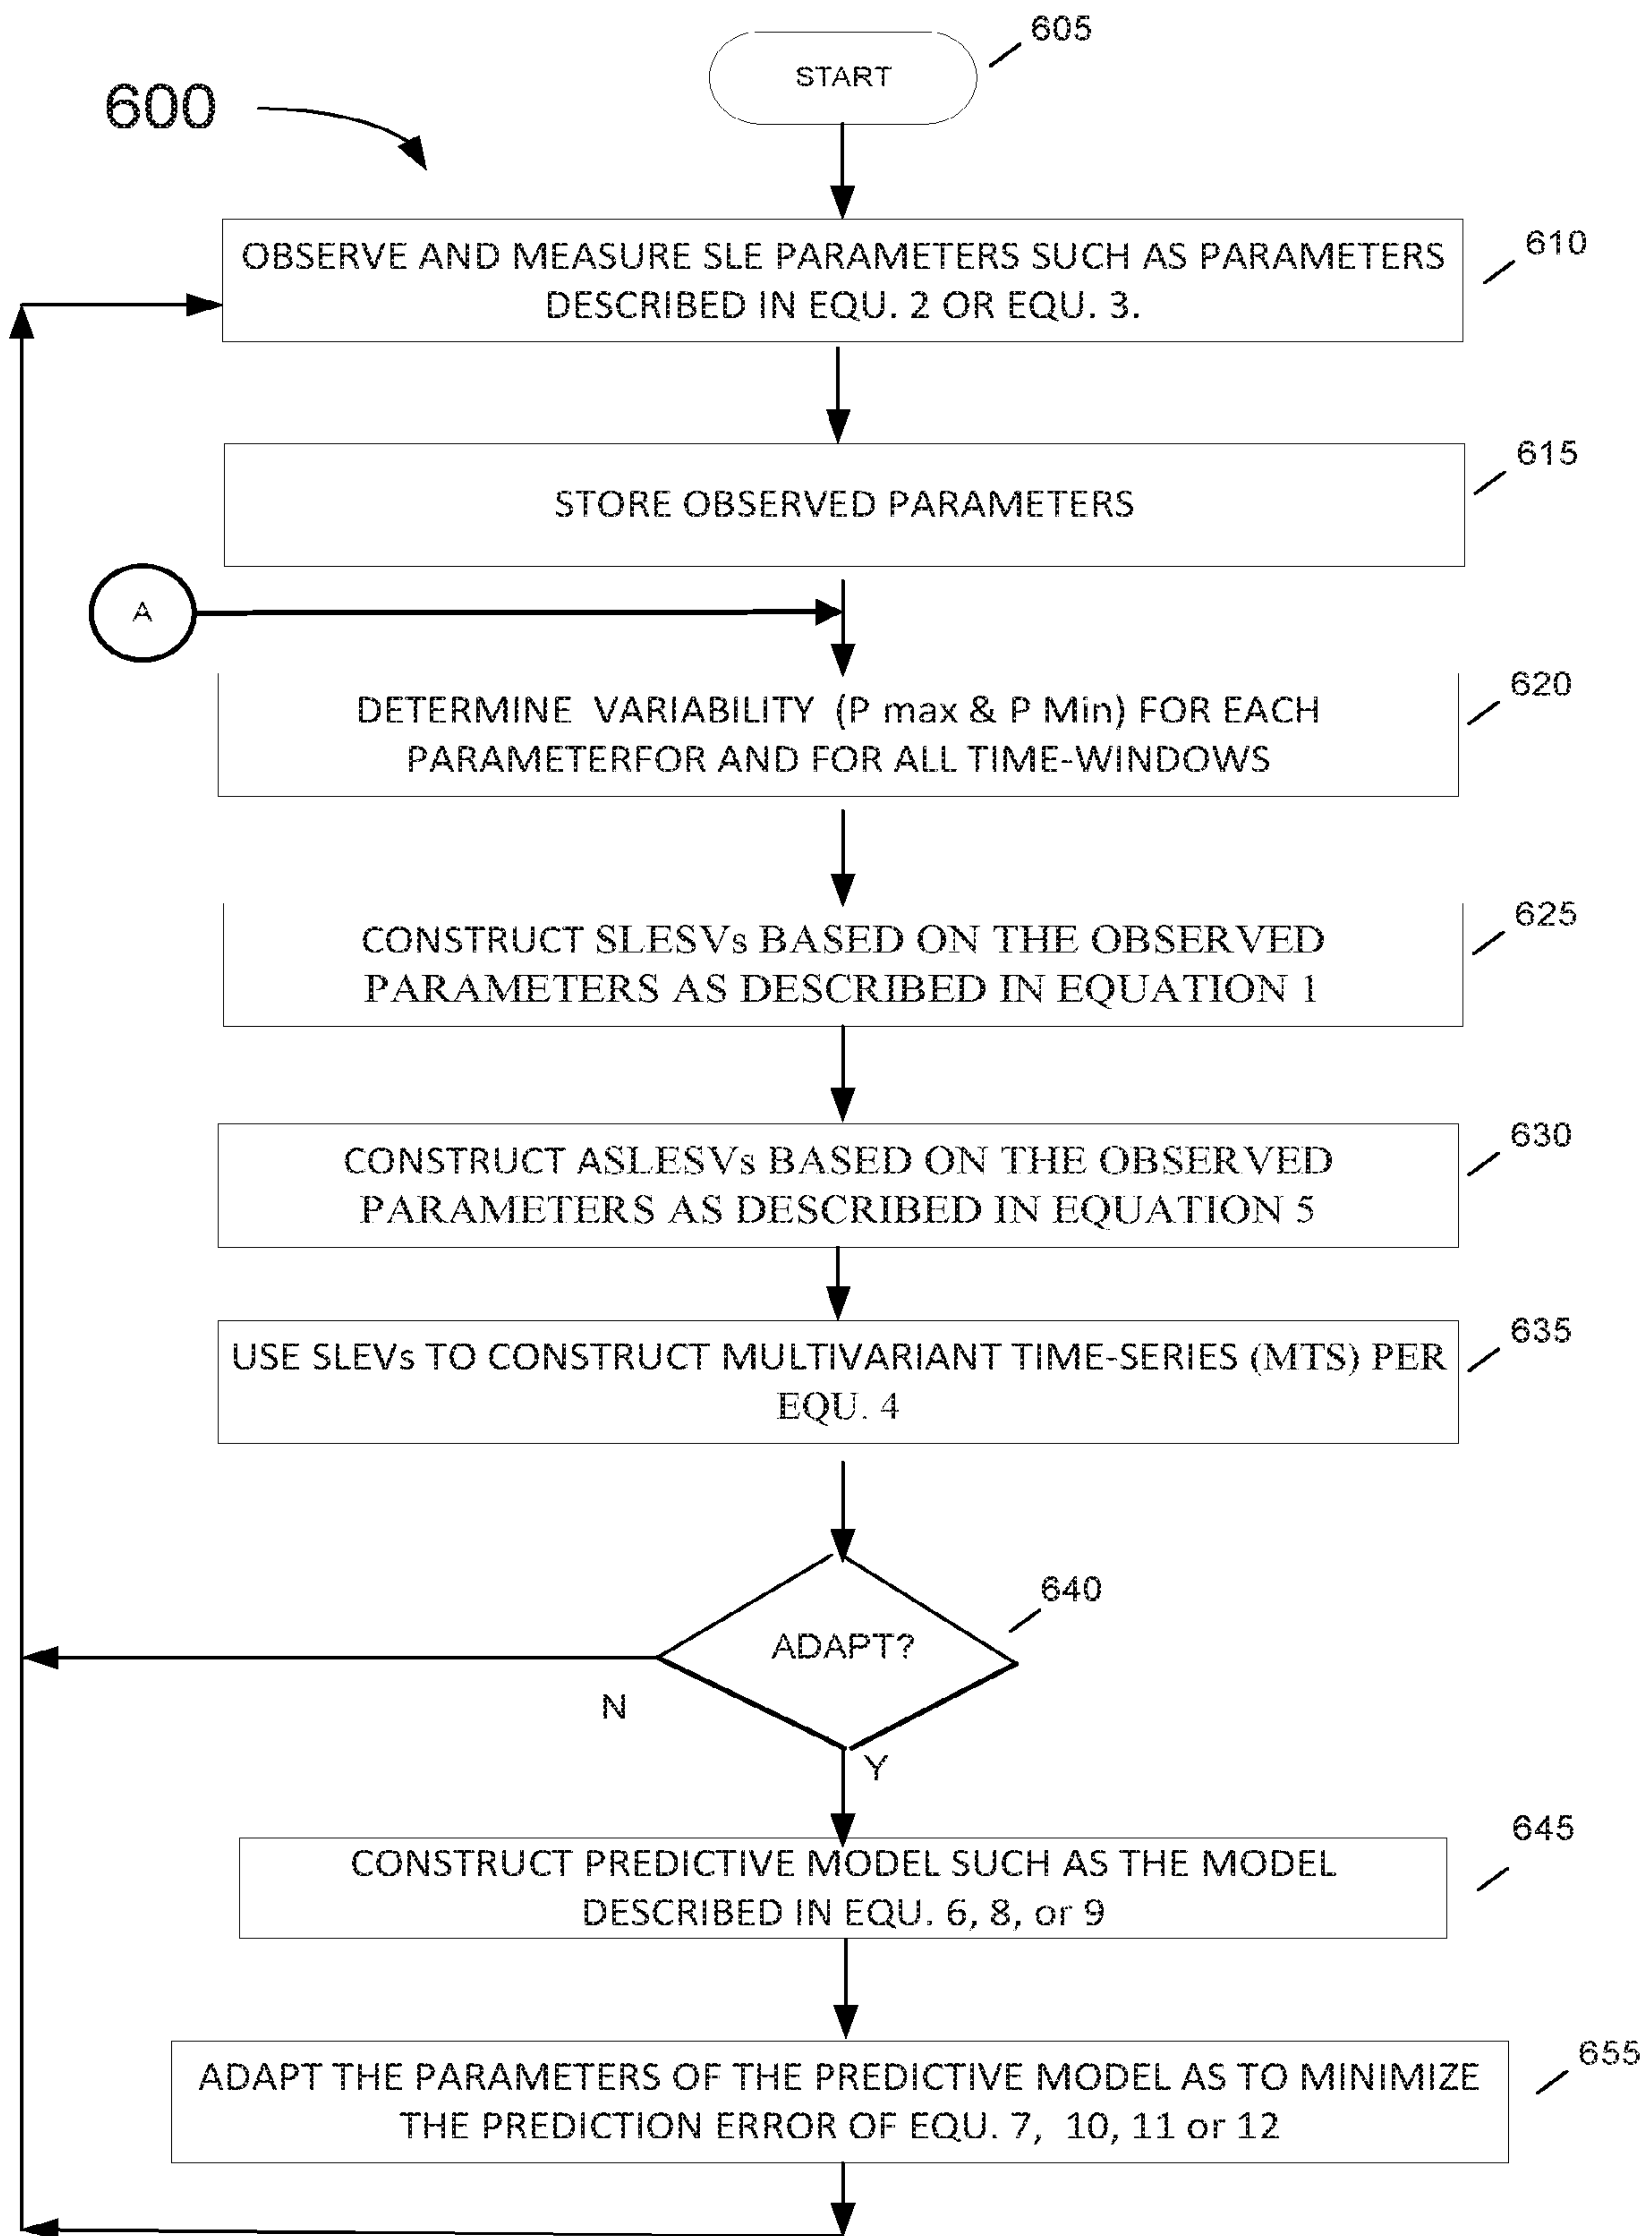 605
START
600
610
OBSERVE AND MEASURE SLE PARAMETERS SUCH AS PARAMETERS
DESCRIBED IN EQU. 2 OR EQU. 3.
615
STORE OBSERVED PARAMETERS
A
620
DETERMINE VARIABILITY (P max & P Min) FOR EACH
PARAMETERFOR AND FOR ALL TIME-WINDOWS
625
CONSTRUCT SLESVs BASED ON THE OBSERVED
PARAMETERS AS DESCRIBED IN EQUATION 1
630
CONSTRUCT ASLESVs BASED ON THE OBSERVED
PARAMETERS AS DESCRIBED IN EQUATION 5
635
USE SLEVs TO CONSTRUCT MULTIVARIANT TIME-SERIES (MTS) PER
EQU. 4
640
ADAPT?
N
Y
645
CONSTRUCT PREDICTIVE MODEL SUCH AS THE MODEL
DESCRIBED IN EQU. 6, 8, or 9
655
ADAPT THE PARAMETERS OF THE PREDICTIVE MODEL AS TO MINIMIZE
THE PREDICTION ERROR OF EQU. 7, 10, 11 or 12